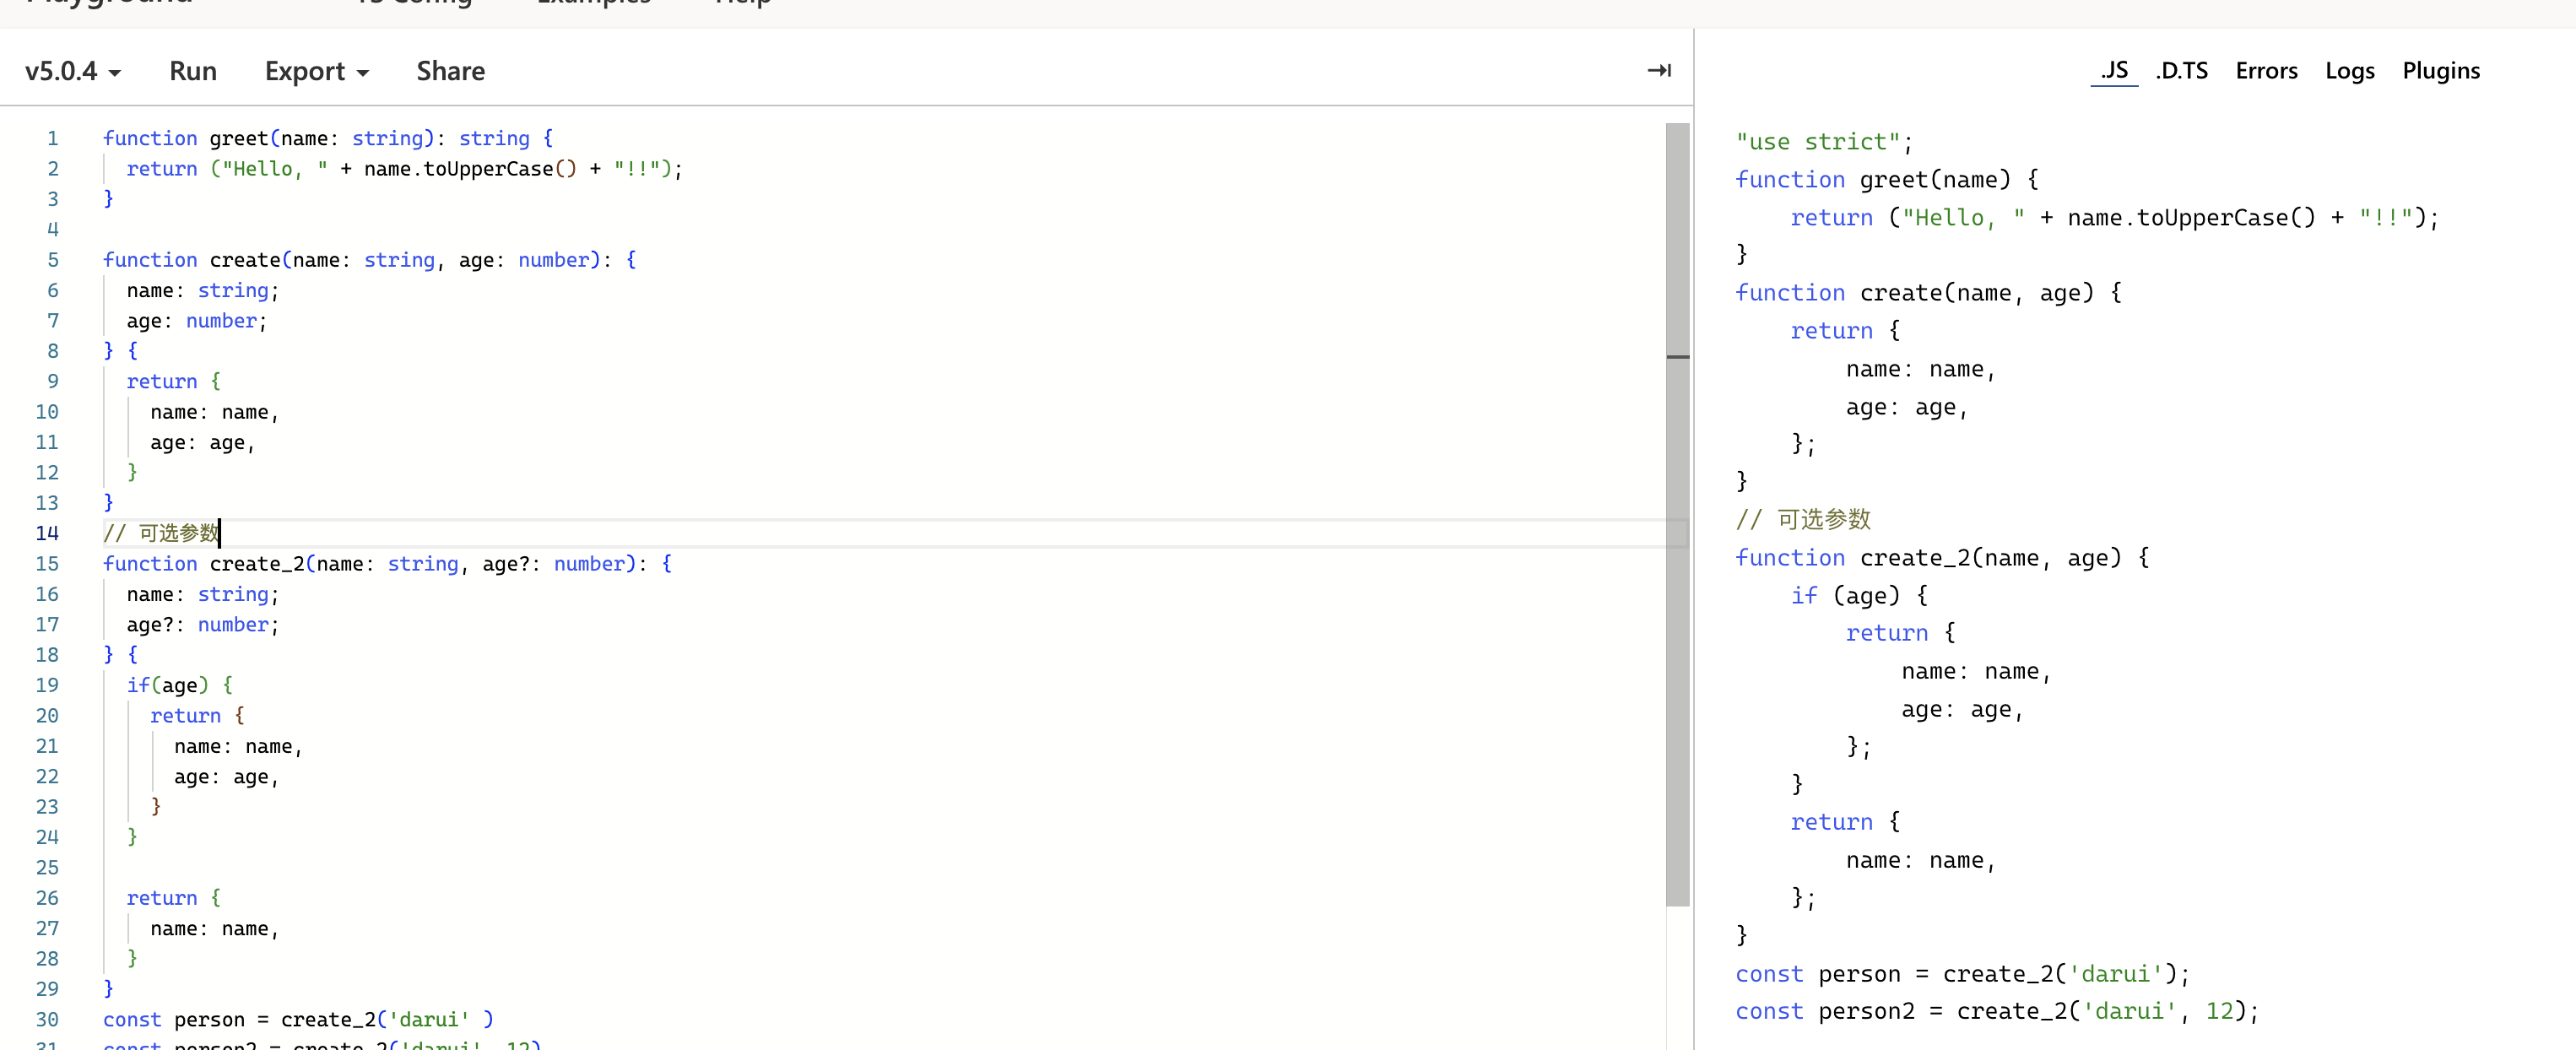 Playground TS Config Examples Help
v5.0.4 Run Export Share
1 function greet(name: string): string {
2 return ("Hello, " + name.toUpperCase() + "!!");
3 }
4
5 function create(name: string, age: number): {
6 name: string;
7 age: number;
8 } {
9 return {
10 name: name,
11 age: age,
12 }
13 }
14 // 可选参数
15 function create_2(name: string, age?: number): {
16 name: string;
17 age?: number;
18 } {
19 if(age) {
20 return {
21 name: name,
22 age: age,
23 }
24 }
25
26 return {
27 name: name,
28 }
29 }
30 const person = create_2('darui' )
31 const person2 = create_2('darui', 12)
.JS .D.TS Errors Logs Plugins
"use strict";
function greet(name) {
return ("Hello, " + name.toUpperCase() + "!!");
}
function create(name, age) {
return {
name: name,
age: age,
};
}
// 可选参数
function create_2(name, age) {
if (age) {
return {
name: name,
age: age,
};
}
return {
name: name,
};
}
const person = create_2('darui');
const person2 = create_2('darui', 12);